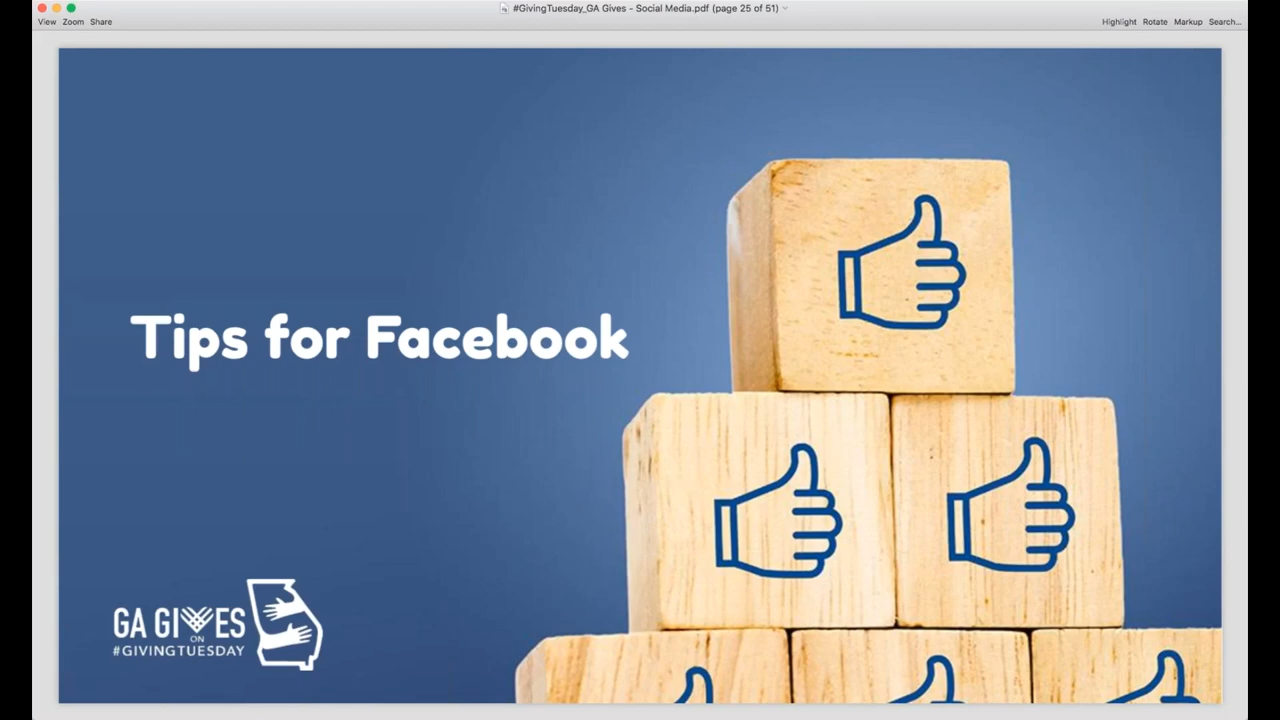 #GivingTuesday_GA Gives - Social Media.pdf (page 25 of 51)
View Zoom Share
Highlight Rotate Markup Search...
Tips for Facebook
GA GIVES
ON
#GIVINGTUESDAY